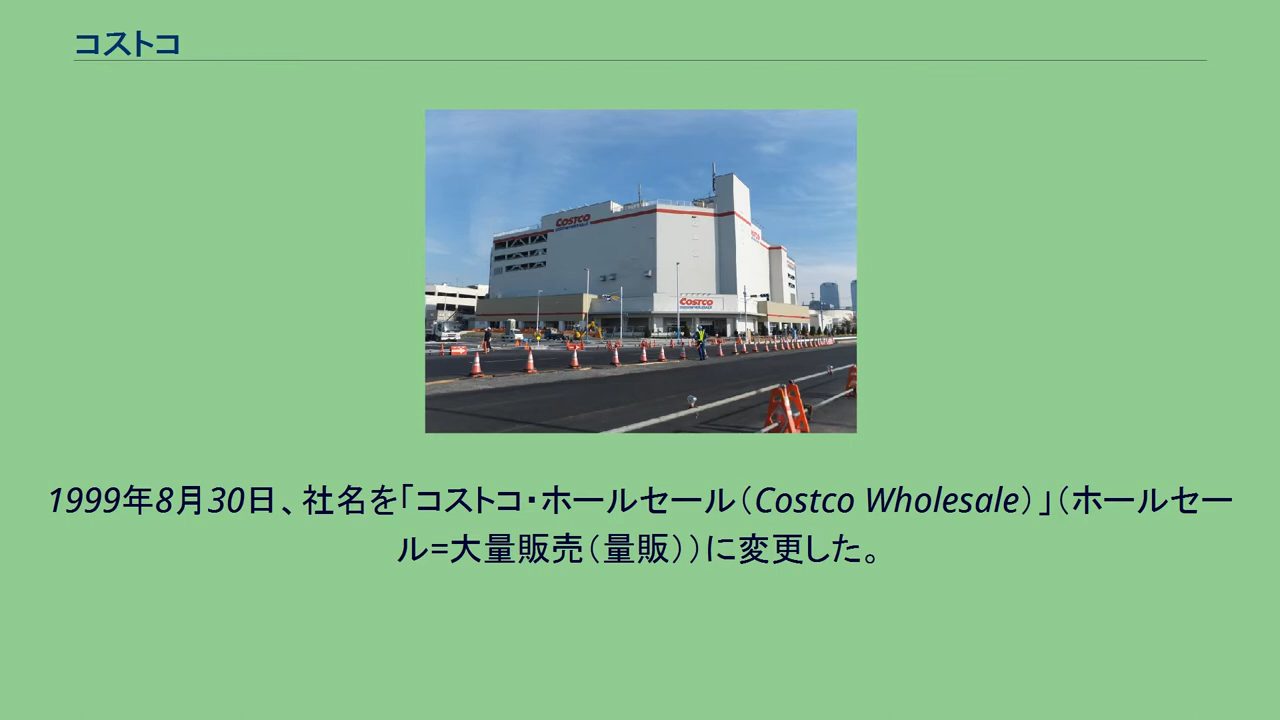 コストコ
COSTCO
COSTCO
1999年8月30日、社名を「コストコ・ホールセール（Costco Wholesale）」（ホールセー
ル=大量販売（量販））に変更した。